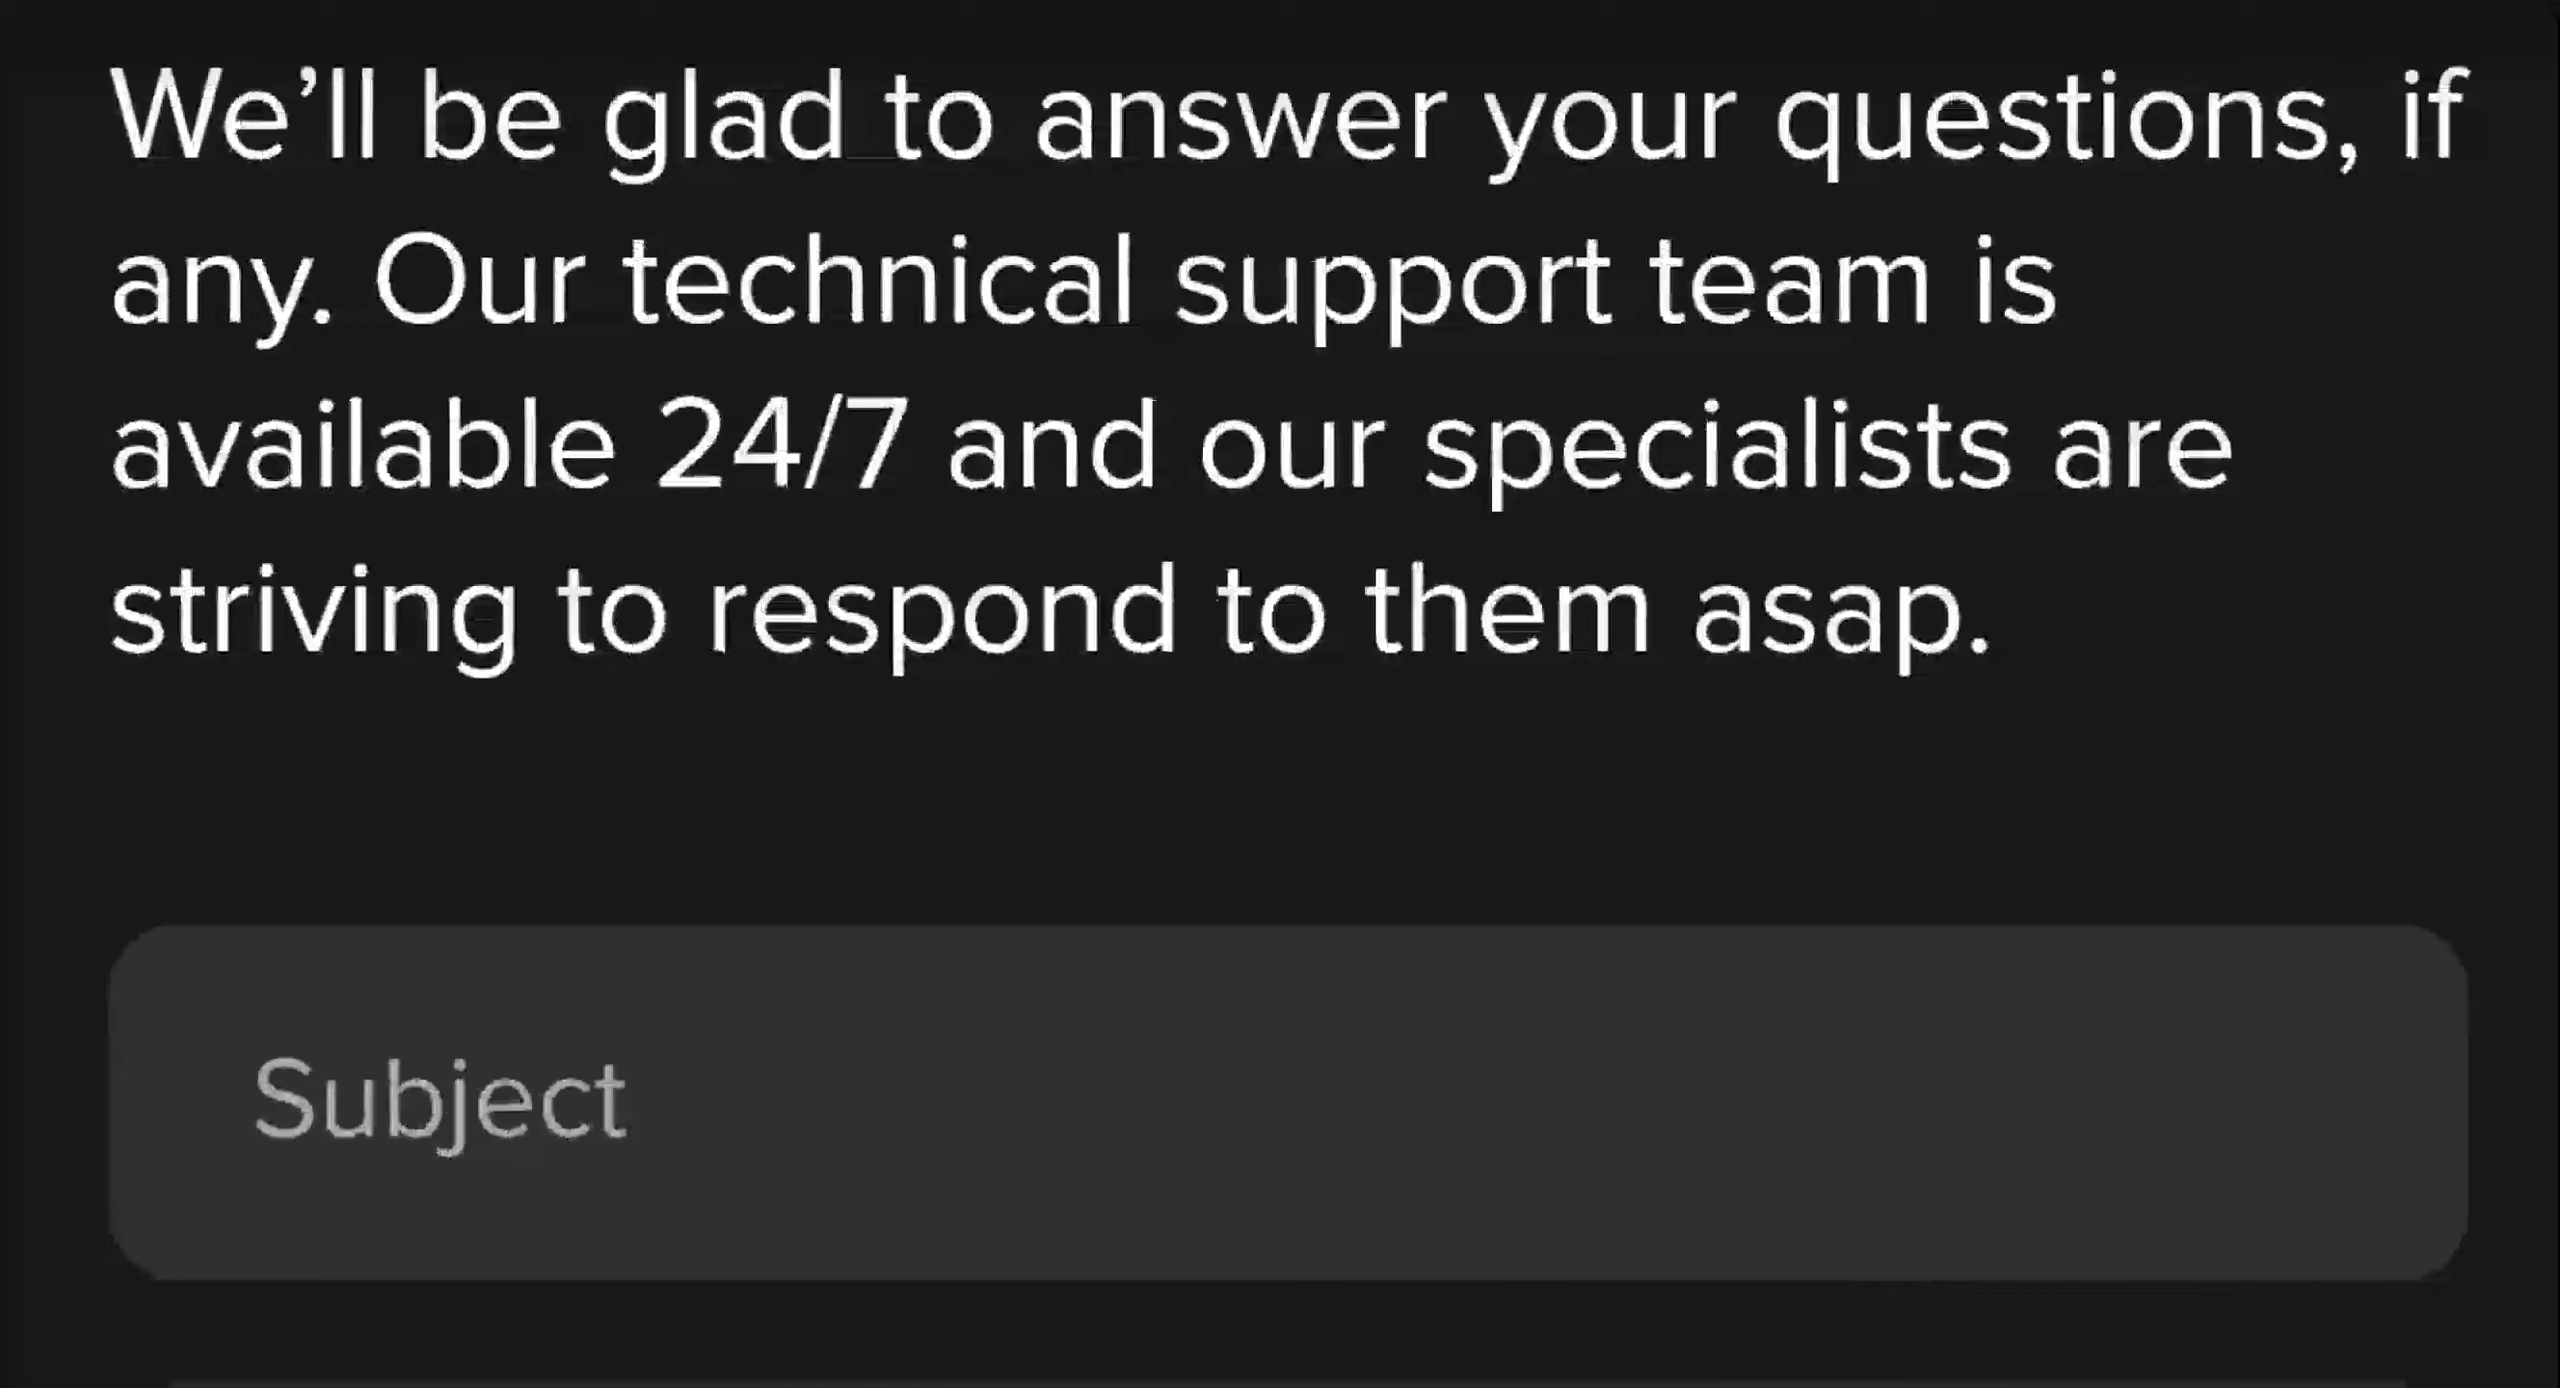 We’ll be glad to answer your questions, if
any. Our technical support team is
available 24/7 and our specialists are
striving to respond to them asap.
Subject